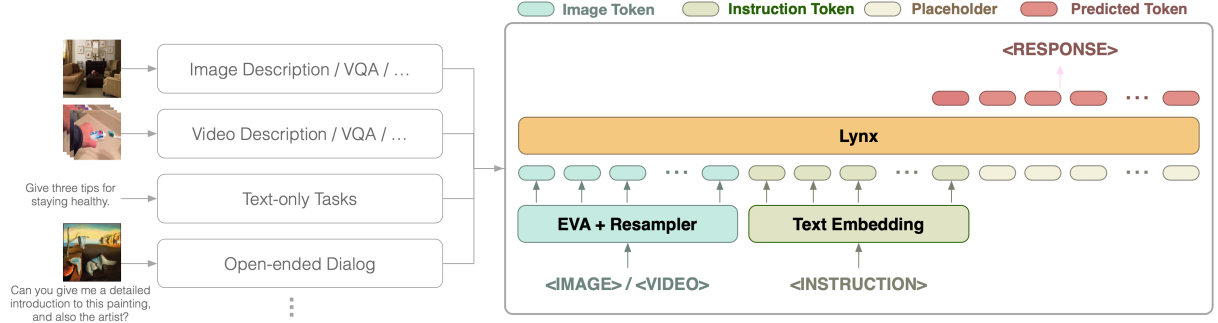 Image Token
Instruction Token
Placeholder
Predicted Token
Image Description / VQA / ...
Video Description / VQA / ...
Give three tips for
staying healthy.
Text-only Tasks
Open-ended Dialog
Can you give me a detailed
introduction to this painting,
and also the artist?
<RESPONSE>
Lynx
EVA + Resampler
Text Embedding
<IMAGE> / <VIDEO>
<INSTRUCTION>